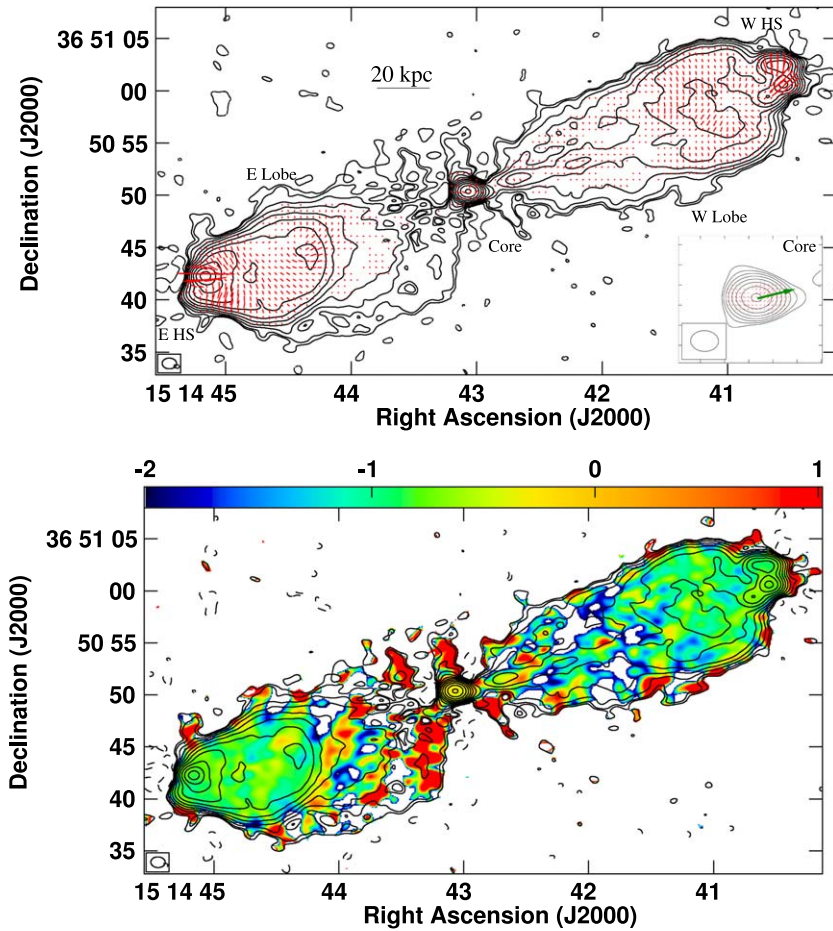 W HS
36 51 05
20 kpc
00
50 55
E Lobe
50
W Lobe
Core
Core
45
40
E HS
35
15 14 45
44
43
42
41
Right Ascension (J2000)
Declination (J2000)
-2
-1
0
1
36 51 05
00
50 55
50
45
40
35
15 14 45
44
43
42
41
Right Ascension (J2000)
Declination (J2000)